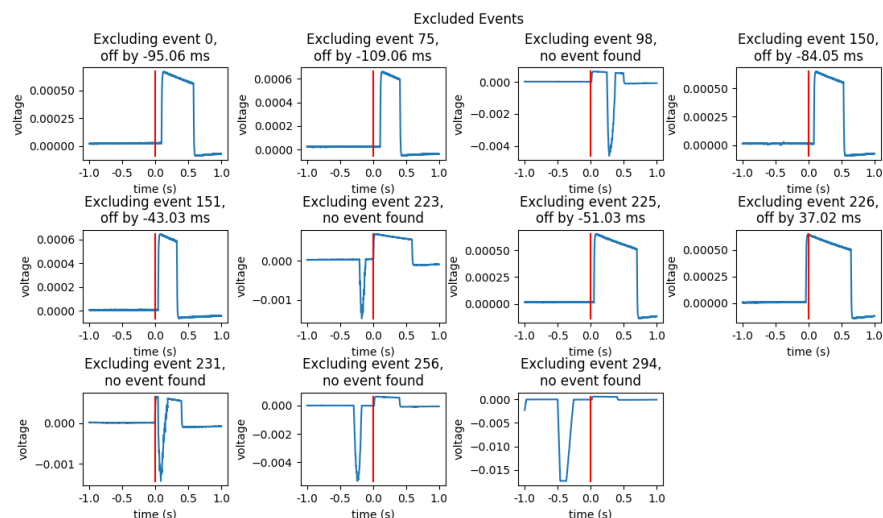 Excluded Events
Excluding event 0,
off by -95.06 ms
voltage
0.00050
0.00025
0.00000
-1.0 -0.5 0.0 0.5 1.0
time (s)
Excluding event 75,
off by -109.06 ms
voltage
0.0006
0.0004
0.0002
0.0000
-1.0 -0.5 0.0 0.5 1.0
time (s)
Excluding event 98,
no event found
voltage
0.000
−0.002
−0.004
-1.0 -0.5 0.0 0.5 1.0
time (s)
Excluding event 150,
off by -84.05 ms
voltage
0.00050
0.00025
0.00000
-1.0 -0.5 0.0 0.5 1.0
time (s)
Excluding event 151,
off by -43.03 ms
voltage
0.0006
0.0004
0.0002
0.0000
-1.0 -0.5 0.0 0.5 1.0
time (s)
Excluding event 223,
no event found
voltage
0.000
−0.001
-1.0 -0.5 0.0 0.5 1.0
time (s)
Excluding event 225,
off by -51.03 ms
voltage
0.00050
0.00025
0.00000
-1.0 -0.5 0.0 0.5 1.0
time (s)
Excluding event 226,
off by 37.02 ms
voltage
0.00050
0.00025
0.00000
-1.0 -0.5 0.0 0.5 1.0
time (s)
Excluding event 231,
no event found
voltage
0.000
−0.001
-1.0 -0.5 0.0 0.5 1.0
time (s)
Excluding event 256,
no event found
voltage
0.000
−0.002
−0.004
-1.0 -0.5 0.0 0.5 1.0
time (s)
Excluding event 294,
no event found
voltage
0.000
−0.005
−0.010
−0.015
-1.0 -0.5 0.0 0.5 1.0
time (s)